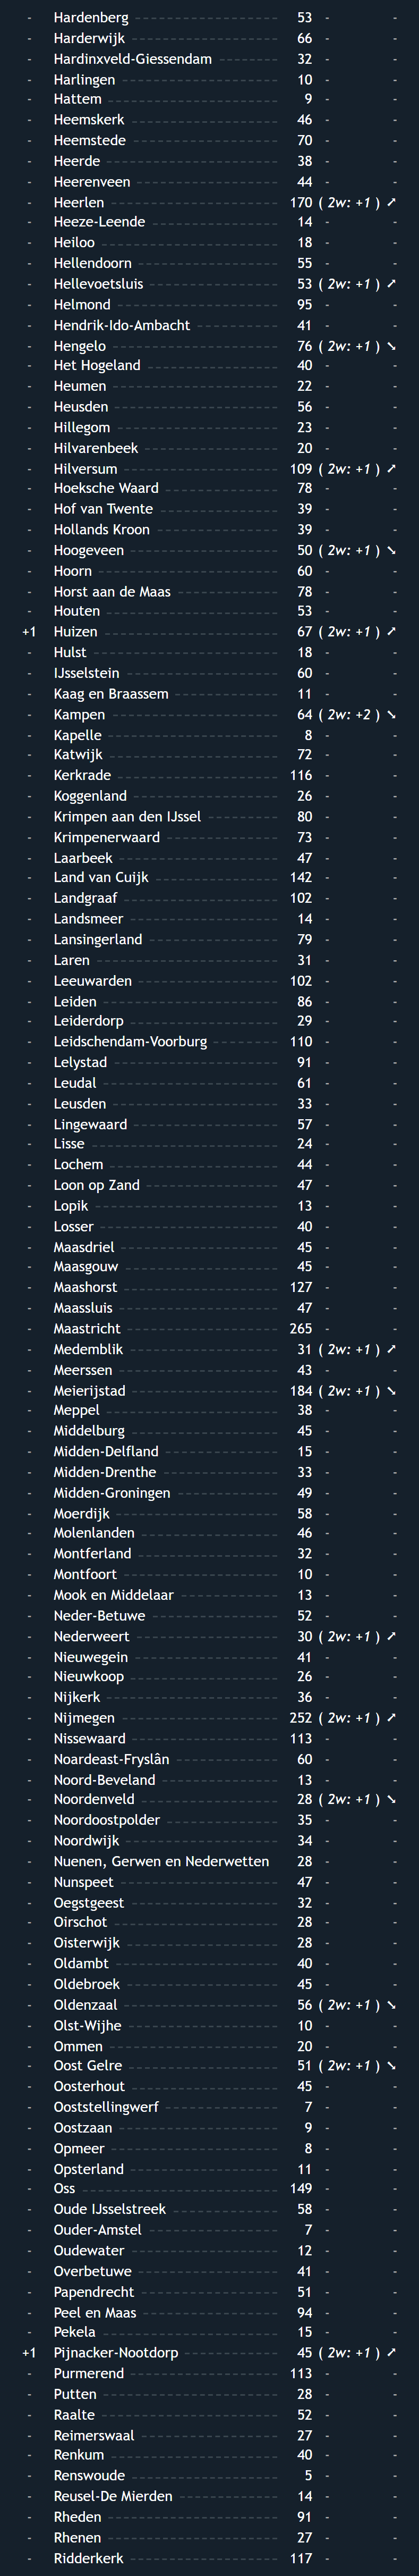 - Hardenberg 53 - -
- Harderwijk 66 - -
- Hardinxveld-Giessendam 32 - -
- Harlingen 10 - -
- Hattem 9 - -
- Heemskerk 46 - -
- Heemstede 70 - -
- Heerde 38 - -
- Heerenveen 44 - -
- Heerlen 170 ( 2w: +1 ) ➚
- Heeze-Leende 14 - -
- Heiloo 18 - -
- Hellendoorn 55 - -
- Hellevoetsluis 53 ( 2w: +1 ) ➚
- Helmond 95 - -
- Hendrik-Ido-Ambacht 41 - -
- Hengelo 76 ( 2w: +1 ) ➘
- Het Hogeland 40 - -
- Heumen 22 - -
- Heusden 56 - -
- Hillegom 23 - -
- Hilvarenbeek 20 - -
- Hilversum 109 ( 2w: +1 ) ➚
- Hoeksche Waard 78 - -
- Hof van Twente 39 - -
- Hollands Kroon 39 - -
- Hoogeveen 50 ( 2w: +1 ) ➘
- Hoorn 60 - -
- Horst aan de Maas 78 - -
- Houten 53 - -
+1 Huizen 67 ( 2w: +1 ) ➚
- Hulst 18 - -
- IJsselstein 60 - -
- Kaag en Braassem 11 - -
- Kampen 64 ( 2w: +2 ) ➘
- Kapelle 8 - -
- Katwijk 72 - -
- Kerkrade 116 - -
- Koggenland 26 - -
- Krimpen aan den IJssel 80 - -
- Krimpenerwaard 73 - -
- Laarbeek 47 - -
- Land van Cuijk 142 - -
- Landgraaf 102 - -
- Landsmeer 14 - -
- Lansingerland 79 - -
- Laren 31 - -
- Leeuwarden 102 - -
- Leiden 86 - -
- Leiderdorp 29 - -
- Leidschendam-Voorburg 110 - -
- Lelystad 91 - -
- Leudal 61 - -
- Leusden 33 - -
- Lingewaard 57 - -
- Lisse 24 - -
- Lochem 44 - -
- Loon op Zand 47 - -
- Lopik 13 - -
- Losser 40 - -
- Maasdriel 45 - -
- Maasgouw 45 - -
- Maashorst 127 - -
- Maassluis 47 - -
- Maastricht 265 - -
- Medemblik 31 ( 2w: +1 ) ➚
- Meerssen 43 - -
- Meierijstad 184 ( 2w: +1 ) ➘
- Meppel 38 - -
- Middelburg 45 - -
- Midden-Delfland 15 - -
- Midden-Drenthe 33 - -
- Midden-Groningen 49 - -
- Moerdijk 58 - -
- Molenlanden 46 - -
- Montferland 32 - -
- Montfoort 10 - -
- Mook en Middelaar 13 - -
- Neder-Betuwe 52 - -
- Nederweert 30 ( 2w: +1 ) ➚
- Nieuwegein 41 - -
- Nieuwkoop 26 - -
- Nijkerk 36 - -
- Nijmegen 252 ( 2w: +1 ) ➚
- Nissewaard 113 - -
- Noardeast-Fryslân 60 - -
- Noord-Beveland 13 - -
- Noordenveld 28 ( 2w: +1 ) ➘
- Noordoostpolder 35 - -
- Noordwijk 34 - -
- Nuenen, Gerwen en Nederwetten 28 - -
- Nunspeet 47 - -
- Oegstgeest 32 - -
- Oirschot 28 - -
- Oisterwijk 28 - -
- Oldambt 40 - -
- Oldebroek 45 - -
- Oldenzaal 56 ( 2w: +1 ) ➘
- Olst-Wijhe 10 - -
- Ommen 20 - -
- Oost Gelre 51 ( 2w: +1 ) ➘
- Oosterhout 45 - -
- Ooststellingwerf 7 - -
- Oostzaan 9 - -
- Opmeer 8 - -
- Opsterland 11 - -
- Oss 149 - -
- Oude IJsselstreek 58 - -
- Ouder-Amstel 7 - -
- Oudewater 12 - -
- Overbetuwe 41 - -
- Papendrecht 51 - -
- Peel en Maas 94 - -
- Pekela 15 - -
+1 Pijnacker-Nootdorp 45 ( 2w: +1 ) ➚
- Purmerend 113 - -
- Putten 28 - -
- Raalte 52 - -
- Reimerswaal 27 - -
- Renkum 40 - -
- Renswoude 5 - -
- Reusel-De Mierden 14 - -
- Rheden 91 - -
- Rhenen 27 - -
- Ridderkerk 117 - -